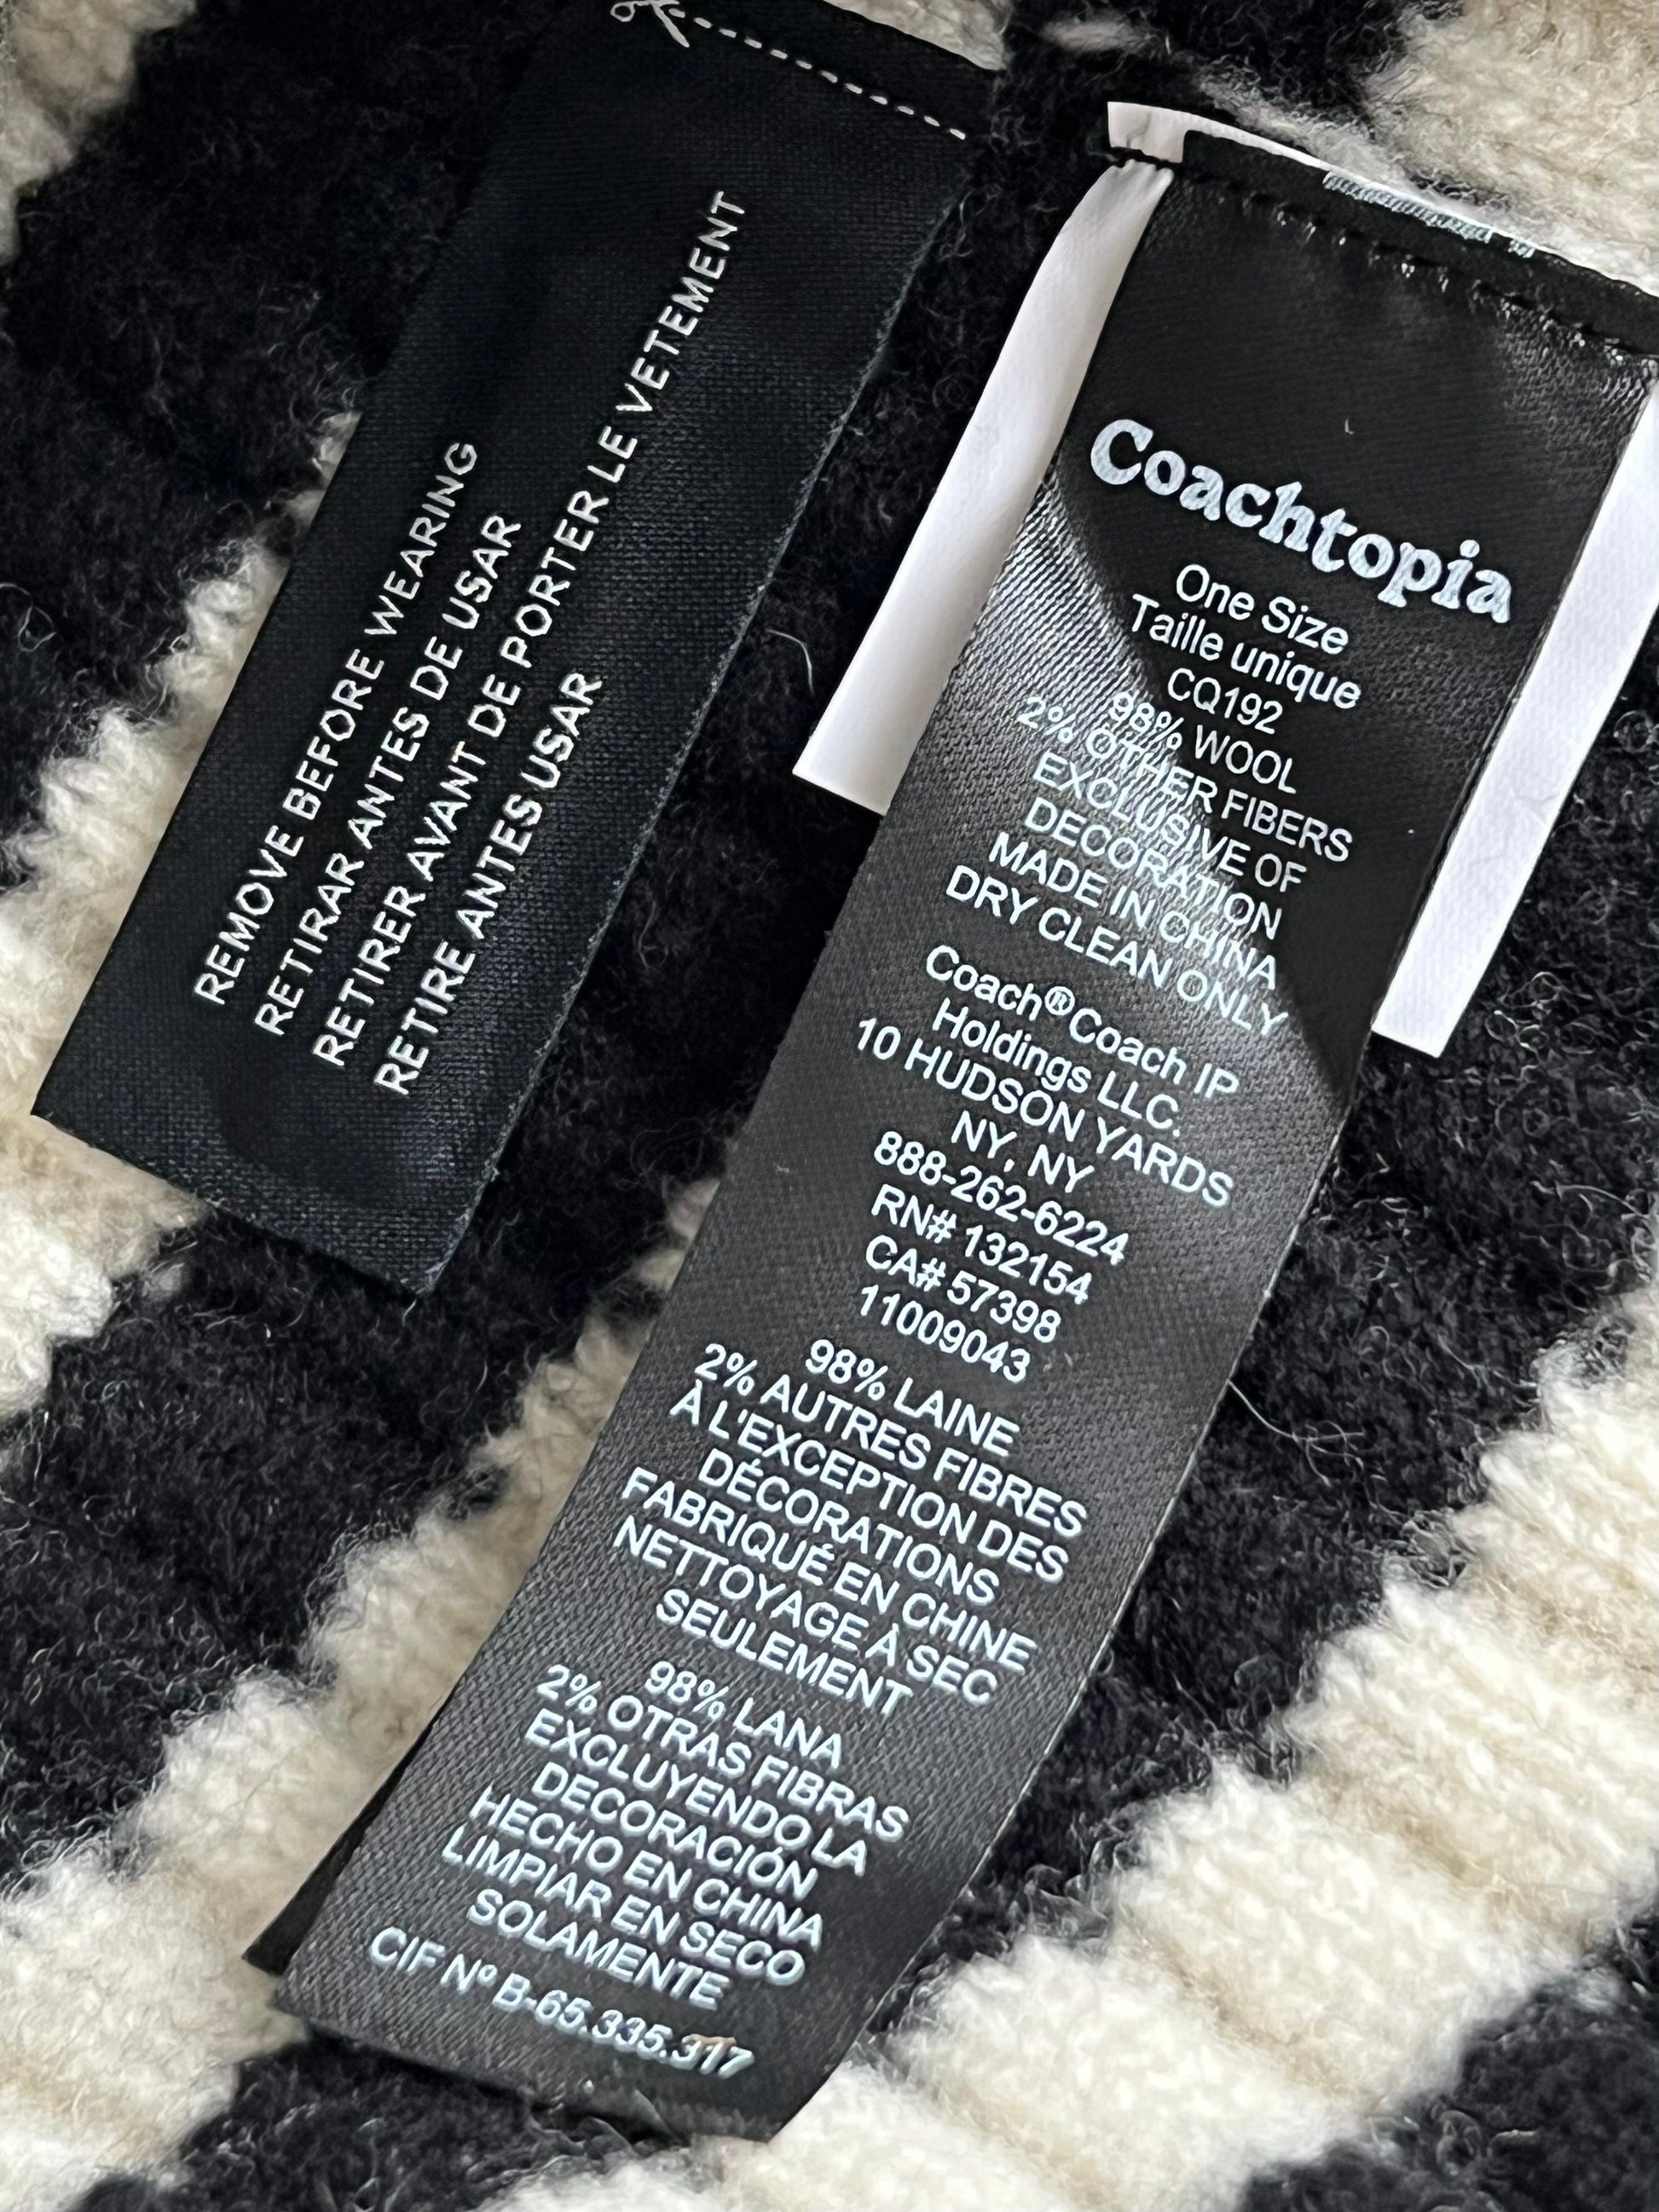 REMOVE BEFORE WEARING
RETIRAR ANTES DE USAR
RETIRER AVANT DE PORTER LE VETEMENT
RETIRE ANTES USAR
Coachtopia
One Size
Taille unique
CQ192
98% WOOL
2% OTHER FIBERS
EXCLUSIVE OF
DECORATION
MADE IN CHINA
DRY CLEAN ONLY
Coach®Coach IP
Holdings LLC.
10 HUDSON YARDS
NY, NY
888-262-6224
RN# 132154
CA# 57398
11009043
98% LAINE
2% AUTRES FIBRES
À L'EXCEPTION DES
DÉCORATIONS
FABRIQUÉ EN CHINE
NETTOYAGE À SEC
SEULEMENT
98% LANA
2% OTRAS FIBRAS
EXCLUYENDO LA
DECORACIÓN
HECHO EN CHINA
LIMPIAR EN SECO
SOLAMENTE
CIF Nº B-65.335.317